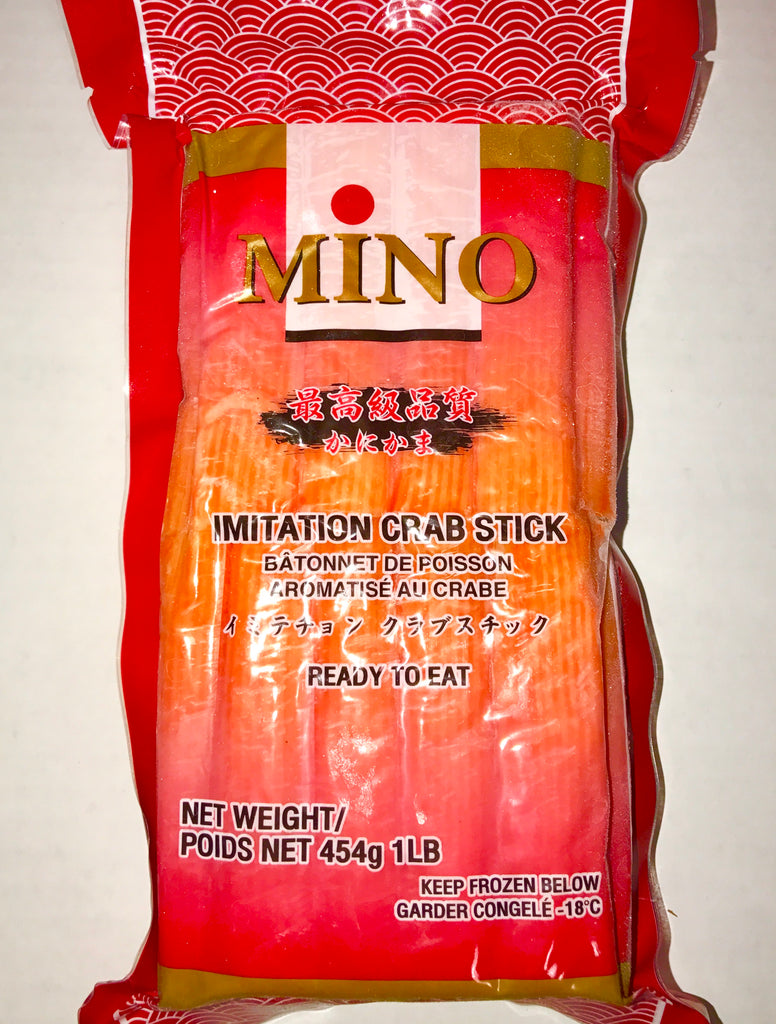 MINO
最高級品質
かにかま
IMITATION CRAB STICK
BÂTONNET DE POISSON
AROMATISÉ AU CRABE
イミテチョン クラブスチック
READY TO EAT
NET WEIGHT/
POIDS NET 454g 1LB
KEEP FROZEN BELOW
GARDER CONGELÉ -18°C